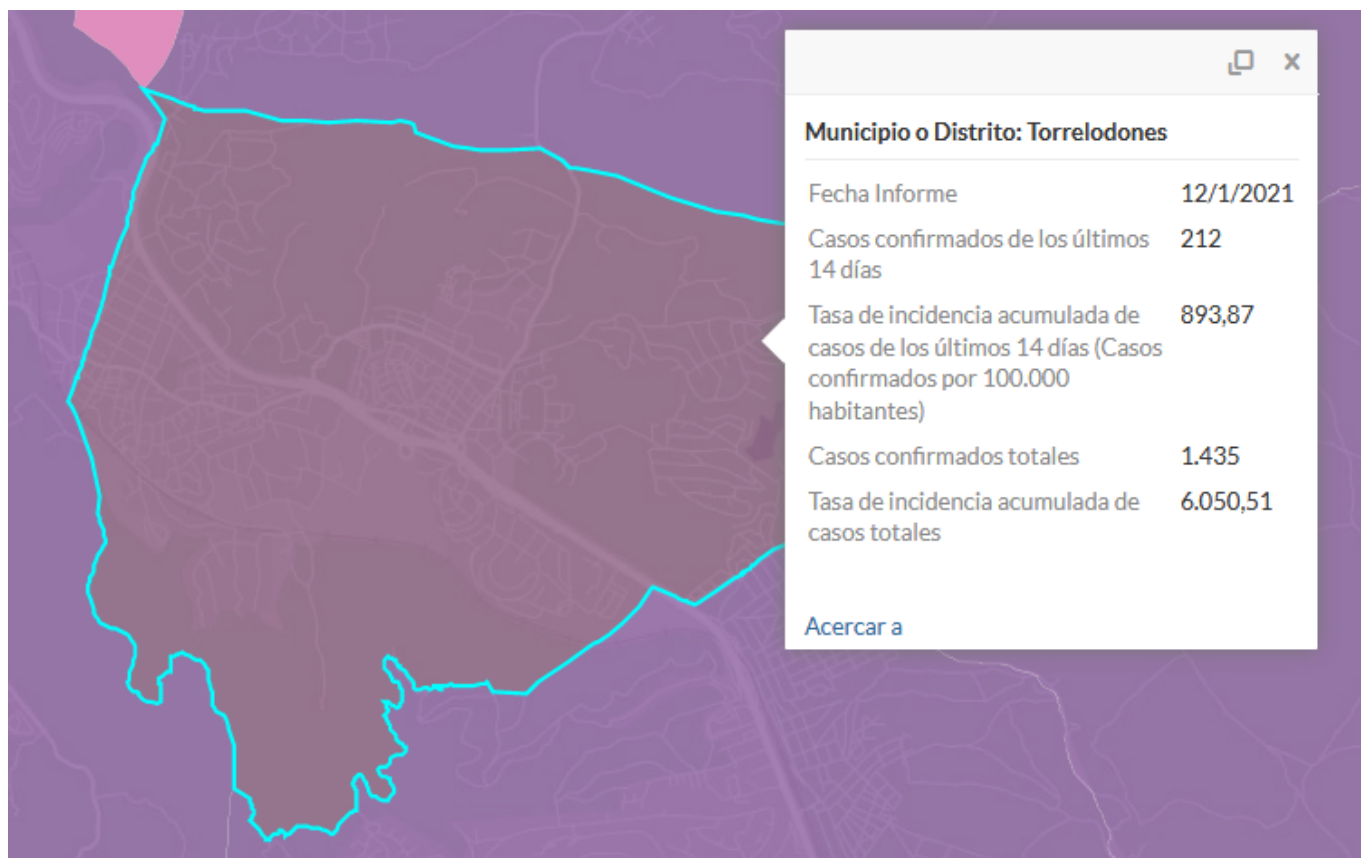 Municipio o Distrito: Torrelodones
Fecha Informe 12/1/2021
Casos confirmados de los últimos 212
14 días
Tasa de incidencia acumulada de 893,87
casos de los últimos 14 días (Casos
confirmados por 100.000
habitantes)
Casos confirmados totales 1.435
Tasa de incidencia acumulada de 6.050,51
casos totales
Acercar a